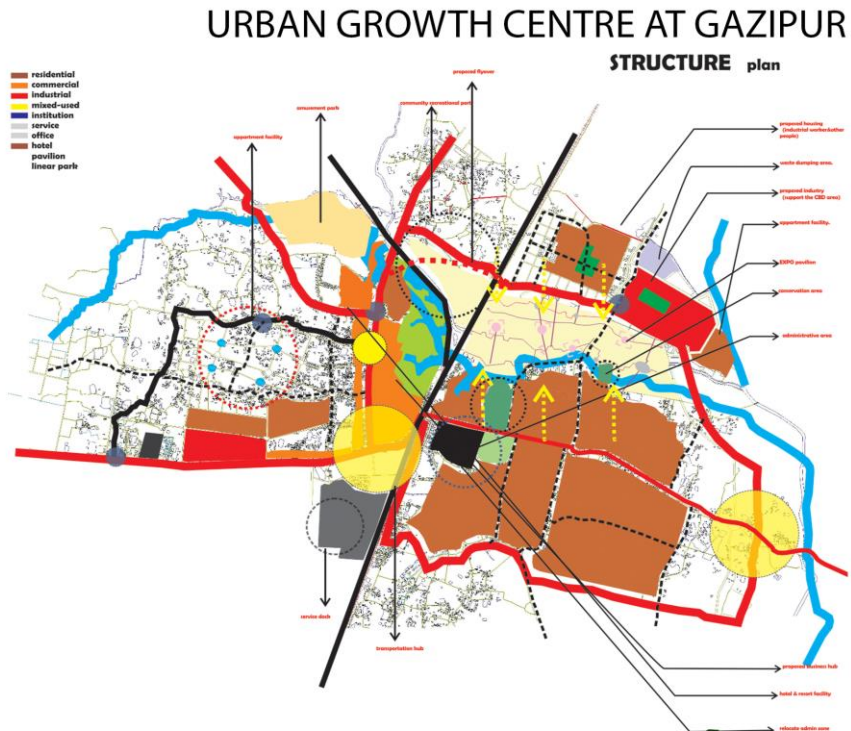 URBAN GROWTH CENTRE AT GAZIPUR
STRUCTURE plan
residential
commercial
industrial
mixed-used
institution
service
office
hotel
pavilion
linear park
appartment facility
amusement park
community recreational park
proposed flyover
proposed housing
(industrial worker&other
people)
waste dumping area.
proposed industry
(support the CBD area)
appartment facility.
EXPO pavilion
conservation area
administrative area
service dock
transportation hub
proposed business hub
hotel & resort facility
relocate admin zone